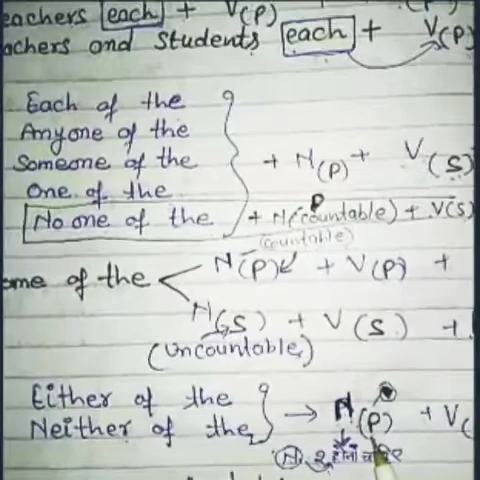 eachers each + V(P)
achers and students each + V(P)
Each of the
Anyone of the
Someone of the + N(P) + V(S)
One of the
No one of the + N(countable) + V(S)
P
(countable)
ome of the < N(P) + V(P) +
N(S) + V(S) +
(Uncountable)
Either of the
Neither of the } → N(P) + V(
N. 2 होना चाहिए